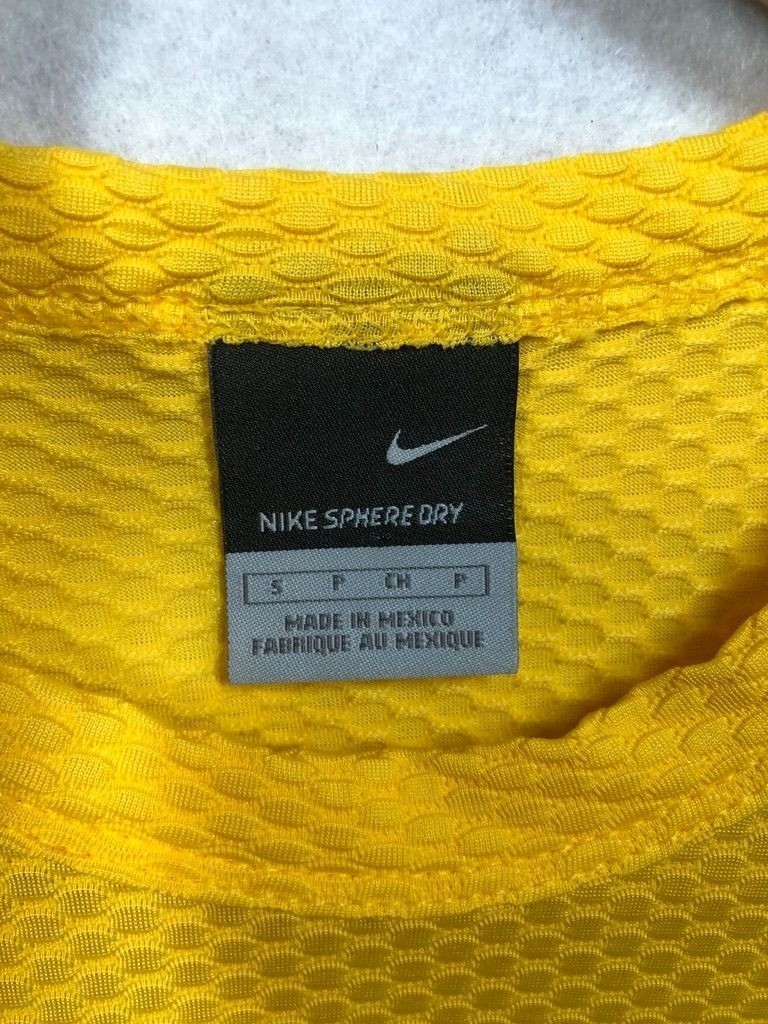 NIKE SPHERE DRY
S P CH P
MADE IN MEXICO
FABRIQUE AU MEXIQUE